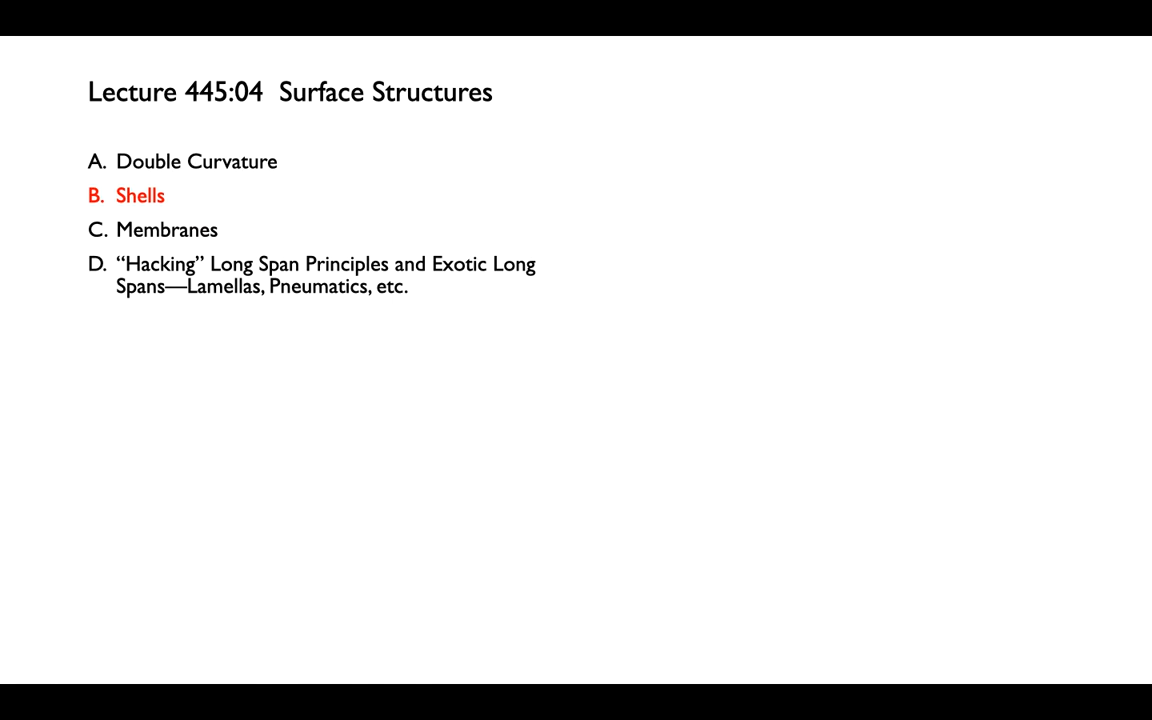 Lecture 445:04  Surface Structures
A. Double Curvature
B. Shells
C. Membranes
D. “Hacking” Long Span Principles and Exotic Long
Spans—Lamellas, Pneumatics, etc.